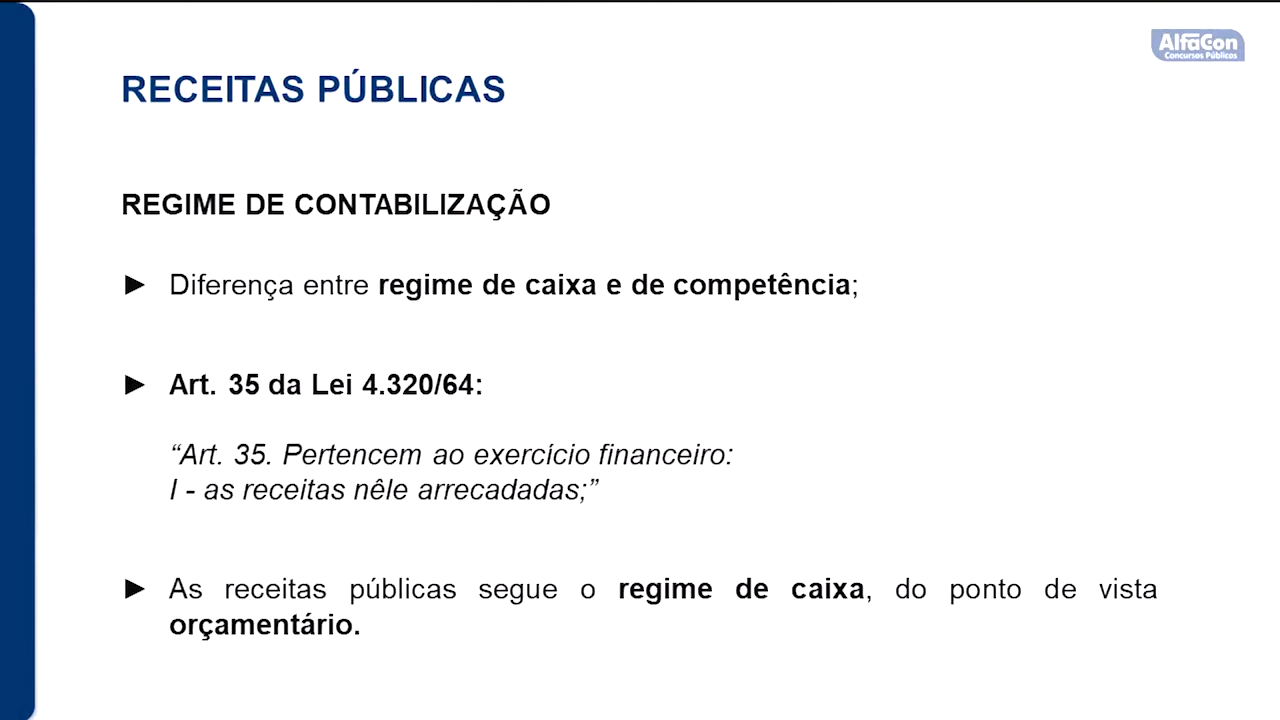 AlfaCon
Concursos Públicos
RECEITAS PÚBLICAS
REGIME DE CONTABILIZAÇÃO
► Diferença entre regime de caixa e de competência;
► Art. 35 da Lei 4.320/64:
“Art. 35. Pertencem ao exercício financeiro:
I - as receitas nêle arrecadadas;”
► As receitas públicas segue o regime de caixa, do ponto de vista
orçamentário.